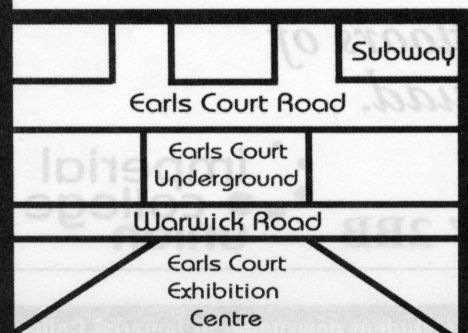 Subway
Earls Court Road
Earls Court
Underground
Warwick Road
Earls Court
Exhibition
Centre